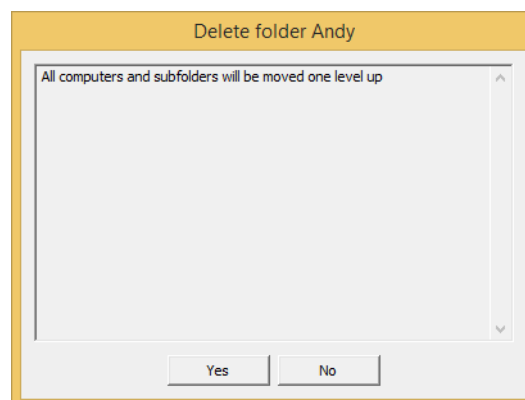 Delete folder Andy
All computers and subfolders will be moved one level up
Yes
No